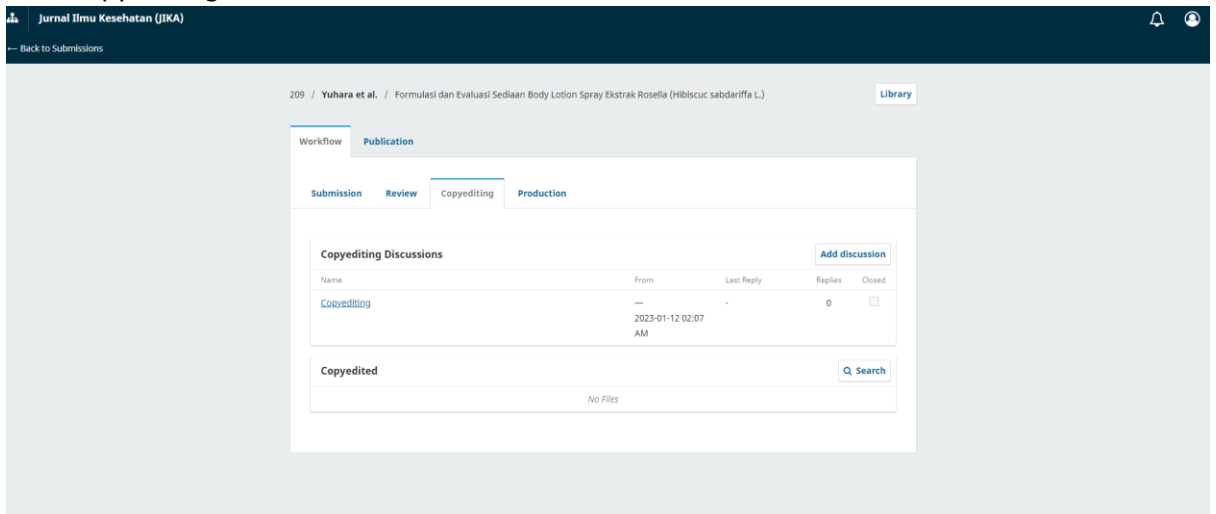 Jurnal Ilmu Kesehatan (JIKA)
← Back to Submissions
209 / Yuhara et al. / Formulasi dan Evaluasi Sediaan Body Lotion Spray Ekstrak Rosella (Hibiscuc sabdariffa L.)
Library
Workflow Publication
Submission Review Copyediting Production
Copyediting Discussions Add discussion
Name From Last Reply Replies Closed
Copyediting — - 0
2023-01-12 02:07
AM
Copyedited Search
No Files